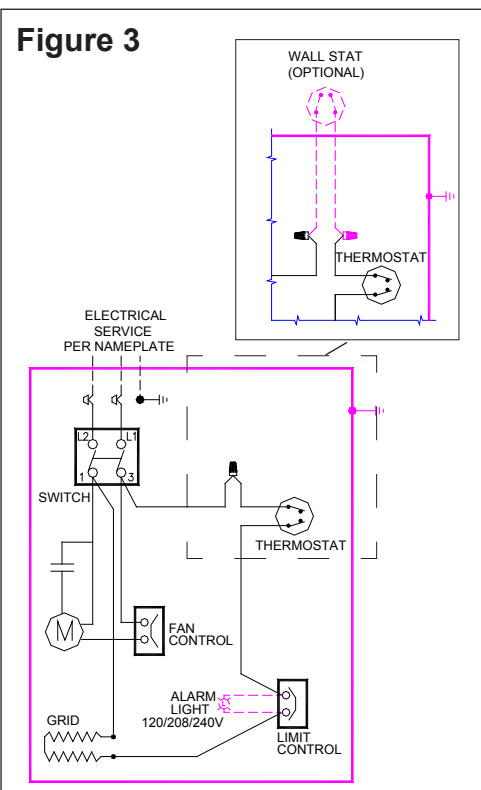 Figure 3
WALL STAT
(OPTIONAL)
THERMOSTAT
ELECTRICAL
SERVICE
PER NAMEPLATE
L2 L1
1 3
SWITCH
THERMOSTAT
M
FAN
CONTROL
ALARM
LIGHT
120/208/240V
GRID
LIMIT
CONTROL